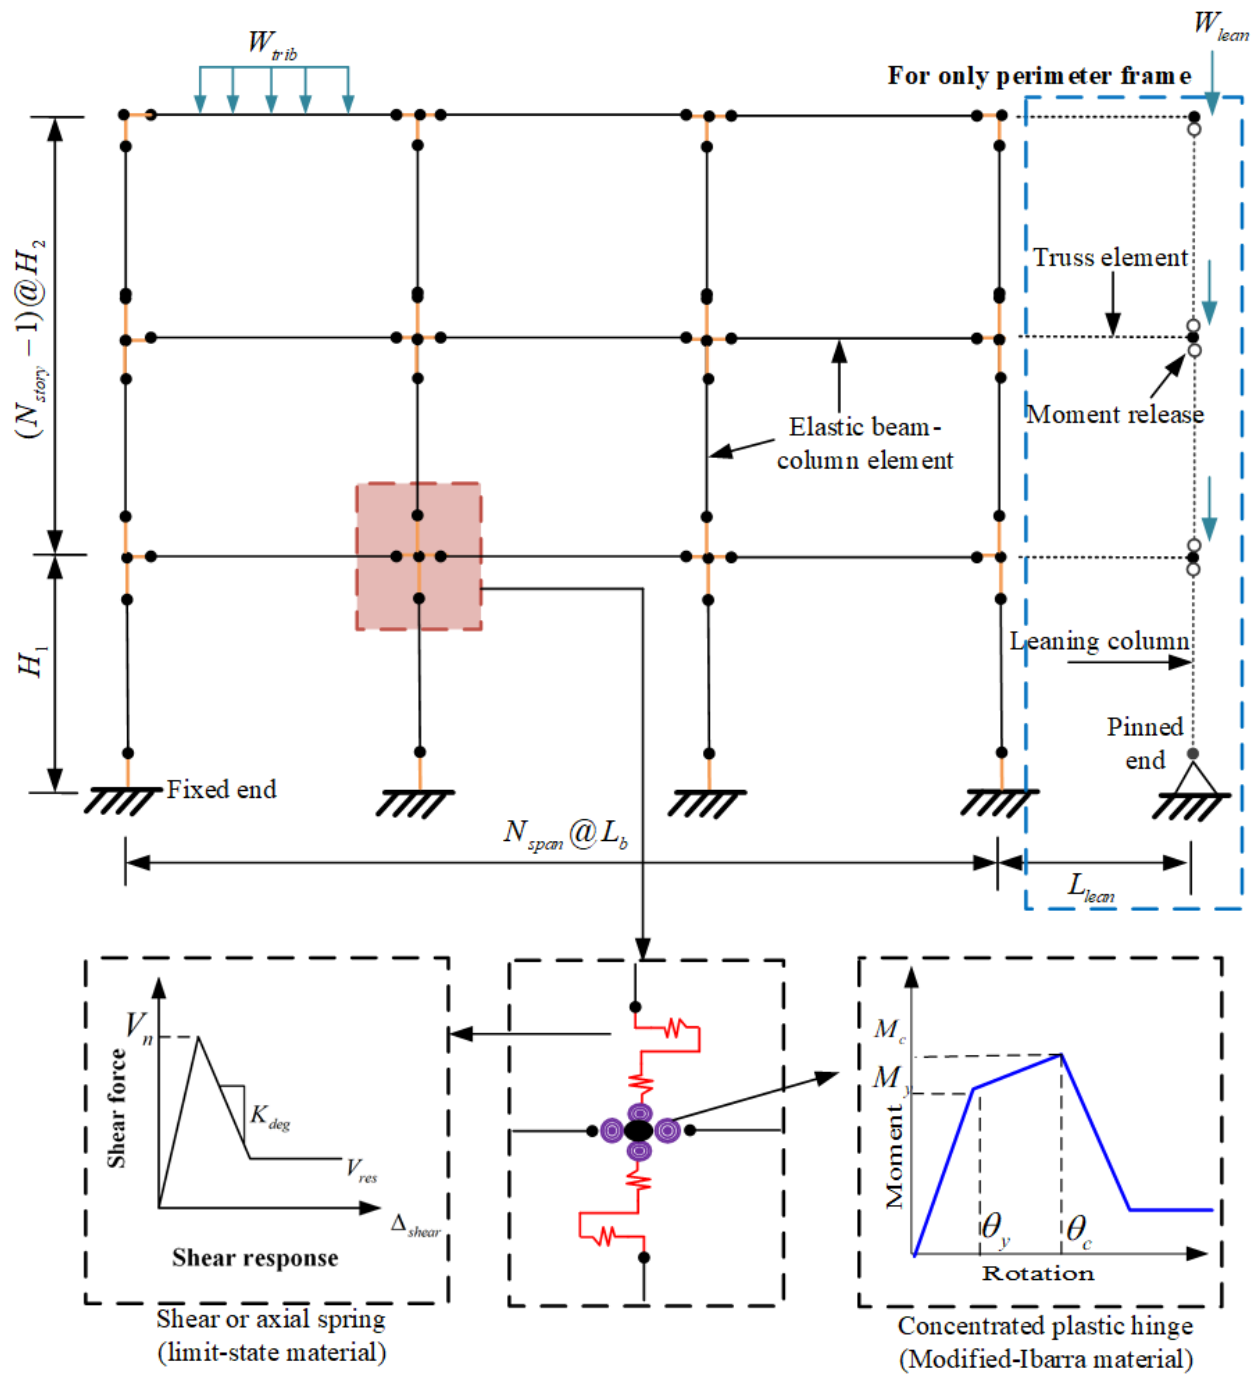 W_trib
W_lean
For only perimeter frame
(N_story − 1)@H_2
Truss element
Moment release
Elastic beam-
column element
H_1
Leaning column
Pinned
end
Fixed end
N_span@L_b
L_lean
V_n
Shear force
K_deg
V_res
Δ_shear
Shear response
Shear or axial spring
(limit-state material)
M_c
M_y
Moment
θ_y
θ_c
Rotation
Concentrated plastic hinge
(Modified-Ibarra material)